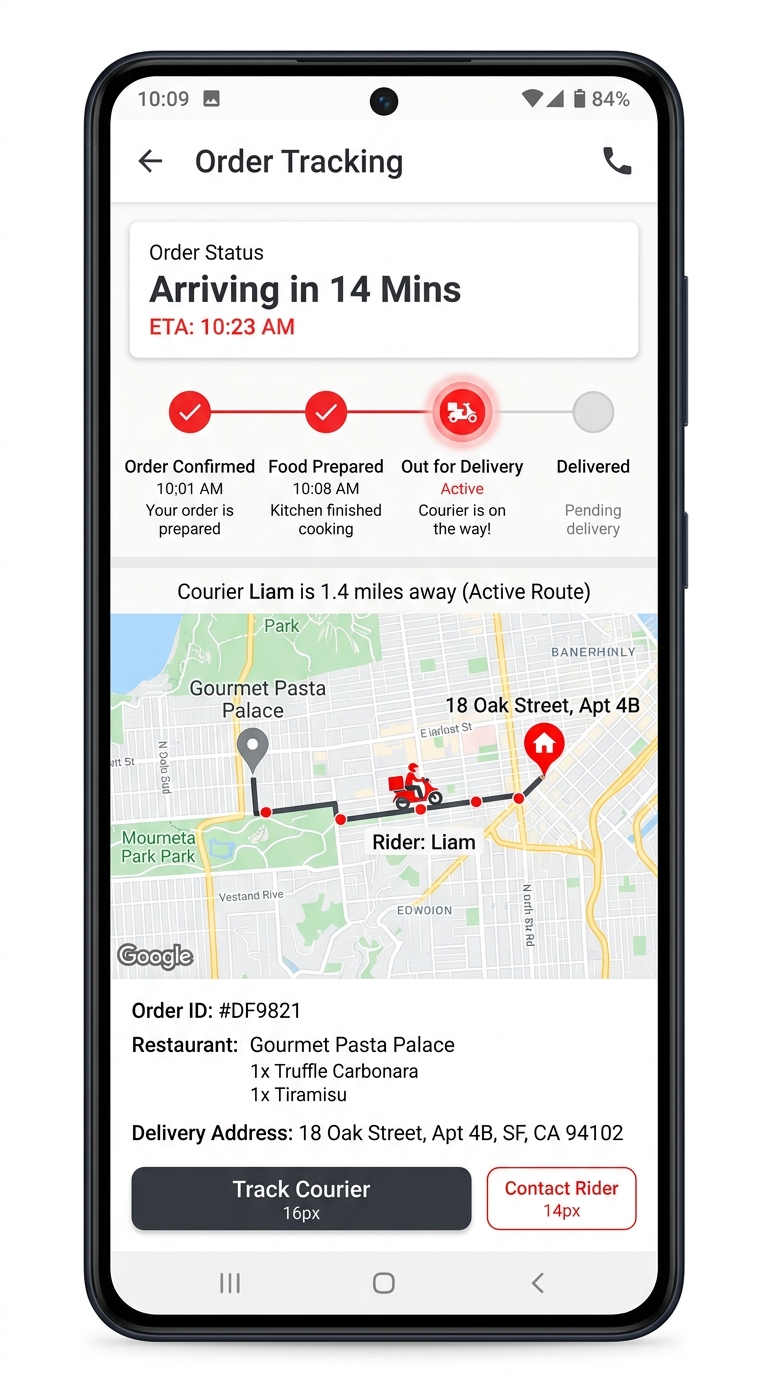 10:09 84%
Order Tracking
Order Status
Arriving in 14 Mins
ETA: 10:23 AM
Order Confirmed
10;01 AM
Your order is
prepared
Food Prepared
10:08 AM
Kitchen finished
cooking
Out for Delivery
Active
Courier is on
the way!
Delivered
Pending
delivery
Courier Liam is 1.4 miles away (Active Route)
Park
BANERHINLY
Gourmet Pasta
Palace
18 Oak Street, Apt 4B
St
N Dolo Sud
Moumeta
Park Park
Rider: Liam
Vestand Rive
EDWOION
Rd
Google
Order ID: #DF9821
Restaurant: Gourmet Pasta Palace
1x Truffle Carbonara
1x Tiramisu
Delivery Address: 18 Oak Street, Apt 4B, SF, CA 94102
Track Courier
16px
Contact Rider
14px